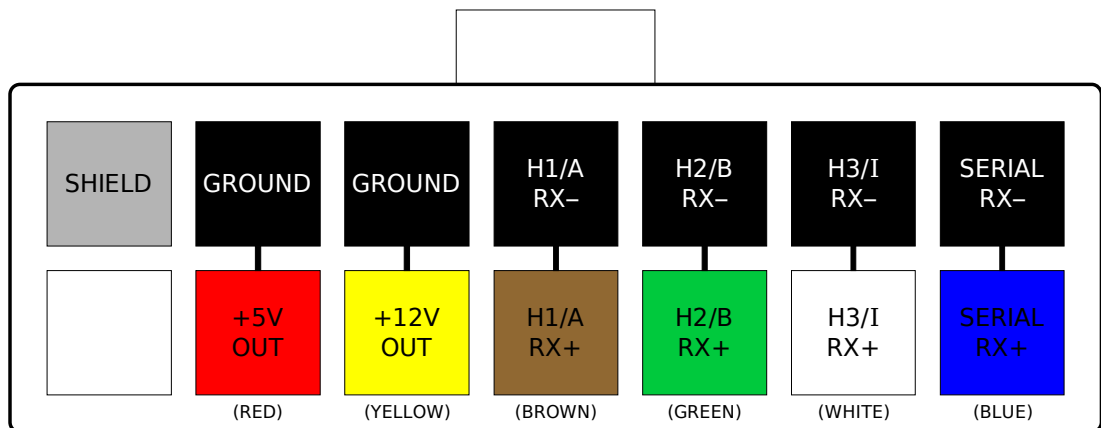 SHIELD
GROUND
GROUND
H1/A
RX–
H2/B
RX–
H3/I
RX–
SERIAL
RX–
+5V
OUT
+12V
OUT
H1/A
RX+
H2/B
RX+
H3/I
RX+
SERIAL
RX+
(RED)
(YELLOW)
(BROWN)
(GREEN)
(WHITE)
(BLUE)